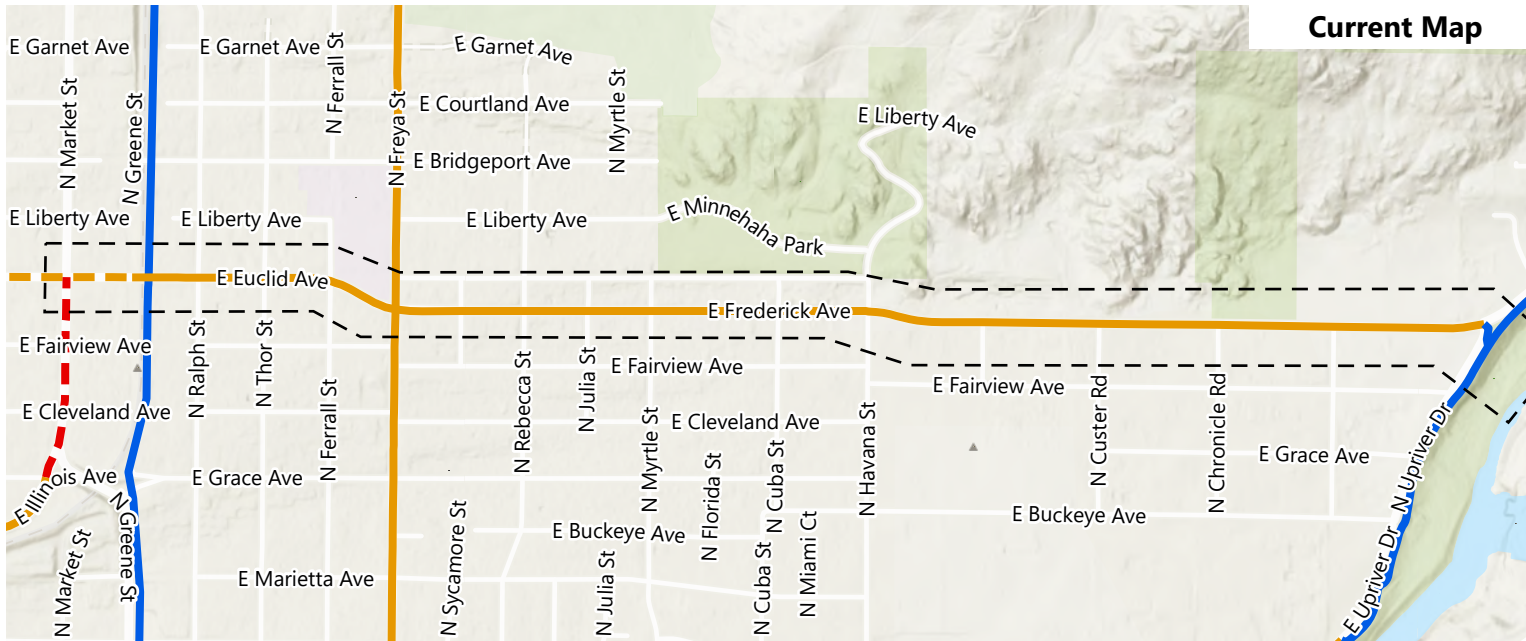 Current Map
E Garnet Ave
E Garnet Ave
N Ferrall St
E Garnet Ave
N Market St
N Greene St
N Freya St
E Courtland Ave
N Myrtle St
E Liberty Ave
E Bridgeport Ave
E Liberty Ave
E Liberty Ave
E Liberty Ave
E Minnehaha Park
E Euclid Ave
E Frederick Ave
E Fairview Ave
N Ralph St
N Thor St
N Ferrall St
N Rebecca St
N Julia St
E Fairview Ave
E Fairview Ave
N Custer Rd
N Chronicle Rd
E Cleveland Ave
N Myrtle St
E Cleveland Ave
N Havana St
N Upriver Dr
E Illinois Ave
E Grace Ave
N Florida St
N Cuba St
E Grace Ave
N Greene St
N Sycamore St
E Buckeye Ave
E Buckeye Ave
N Market St
E Marietta Ave
N Julia St
N Cuba St
N Miami Ct
E Upriver Dr